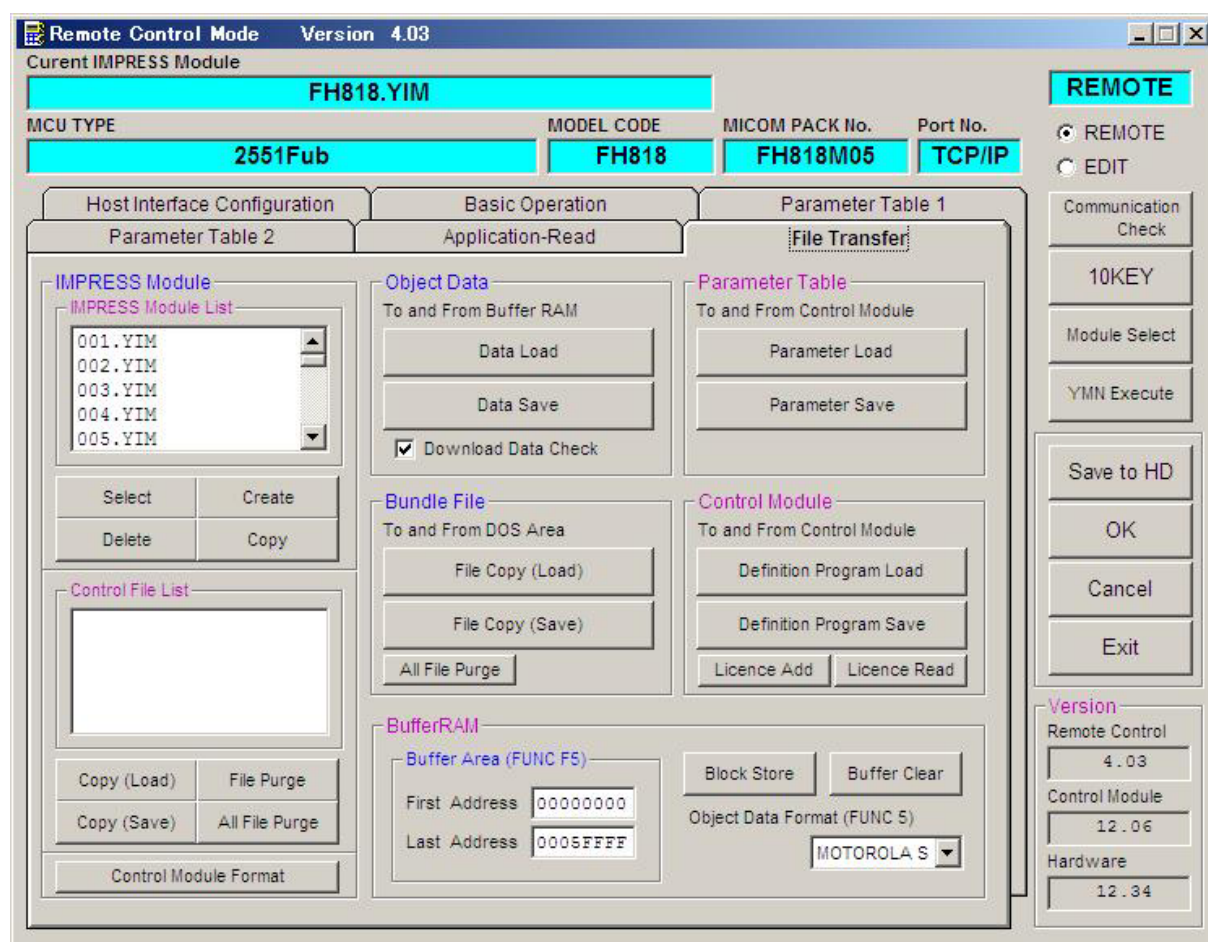 Remote Control Mode Version 4.03
Curent IMPRESS Module
FH818.YIM
REMOTE
MCU TYPE
MODEL CODE
MICOM PACK No.
Port No.
2551Fub
FH818
FH818M05
TCP/IP
REMOTE
EDIT
Host Interface Configuration
Basic Operation
Parameter Table 1
Parameter Table 2
Application-Read
File Transfer
Communication
Check
10KEY
Module Select
YMN Execute
IMPRESS Module
IMPRESS Module List
001.YIM
002.YIM
003.YIM
004.YIM
005.YIM
Select
Create
Delete
Copy
Control File List
Copy (Load)
File Purge
Copy (Save)
All File Purge
Control Module Format
Object Data
To and From Buffer RAM
Data Load
Data Save
Download Data Check
Parameter Table
To and From Control Module
Parameter Load
Parameter Save
Bundle File
To and From DOS Area
File Copy (Load)
File Copy (Save)
All File Purge
Control Module
To and From Control Module
Definition Program Load
Definition Program Save
Licence Add
Licence Read
BufferRAM
Buffer Area (FUNC F5)
First Address 00000000
Last Address 0005FFFF
Block Store
Buffer Clear
Object Data Format (FUNC 5)
MOTOROLA S
Save to HD
OK
Cancel
Exit
Version
Remote Control
4.03
Control Module
12.06
Hardware
12.34